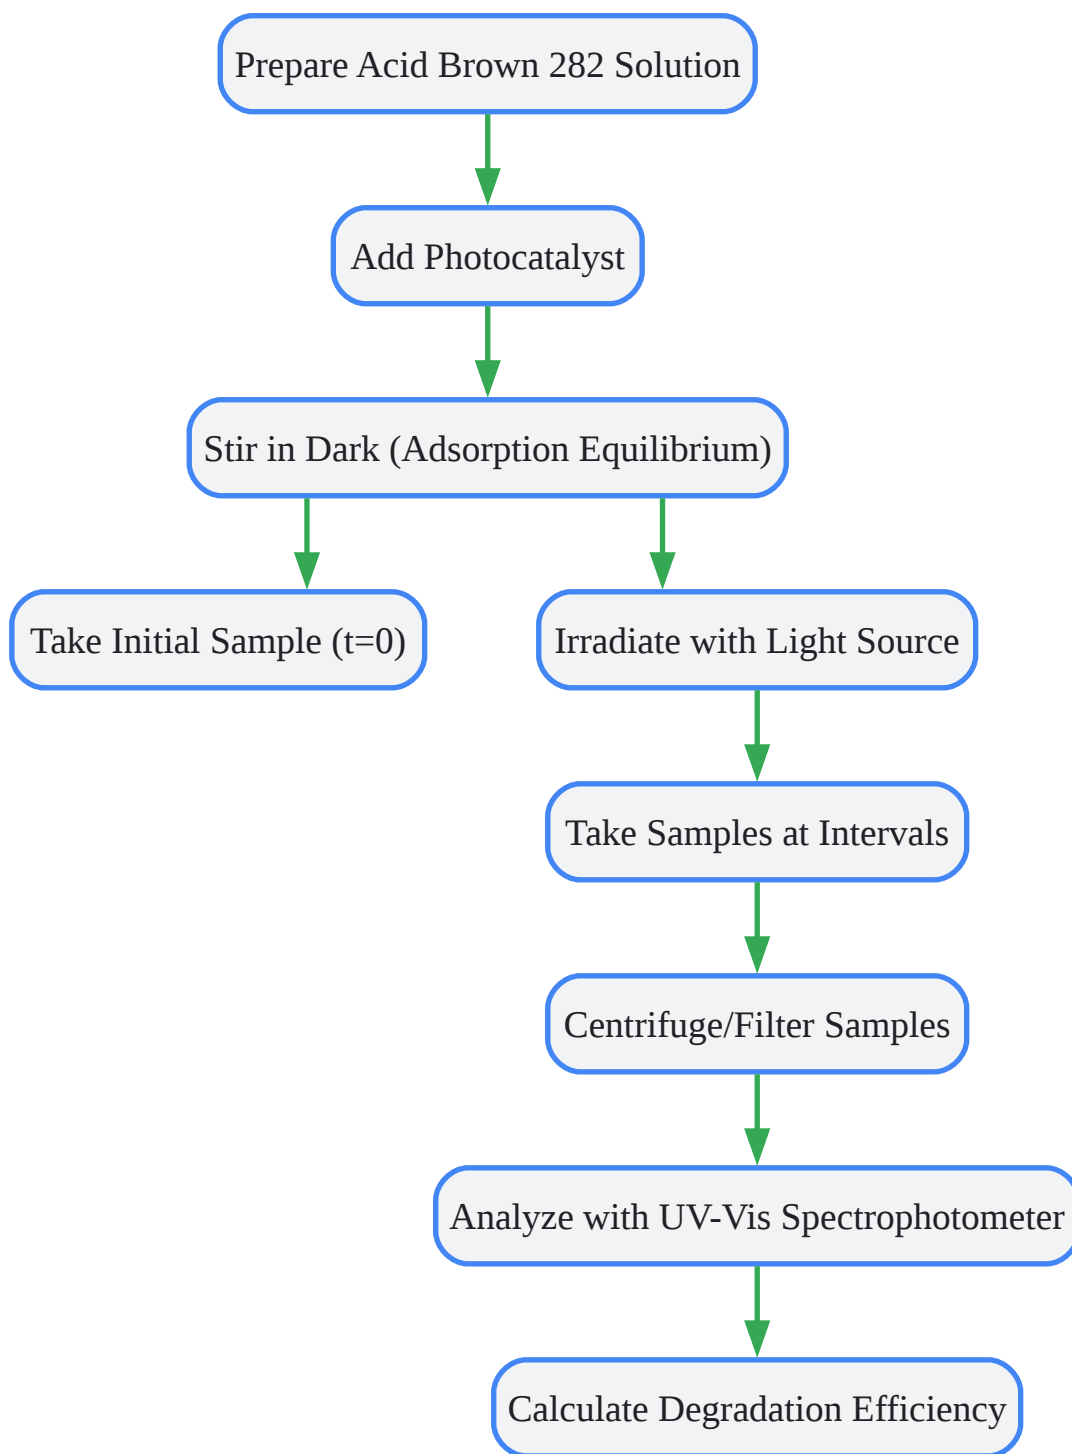 Prepare Acid Brown 282 Solution
Add Photocatalyst
Stir in Dark (Adsorption Equilibrium)
Take Initial Sample (t=0)
Irradiate with Light Source
Take Samples at Intervals
Centrifuge/Filter Samples
Analyze with UV-Vis Spectrophotometer
Calculate Degradation Efficiency